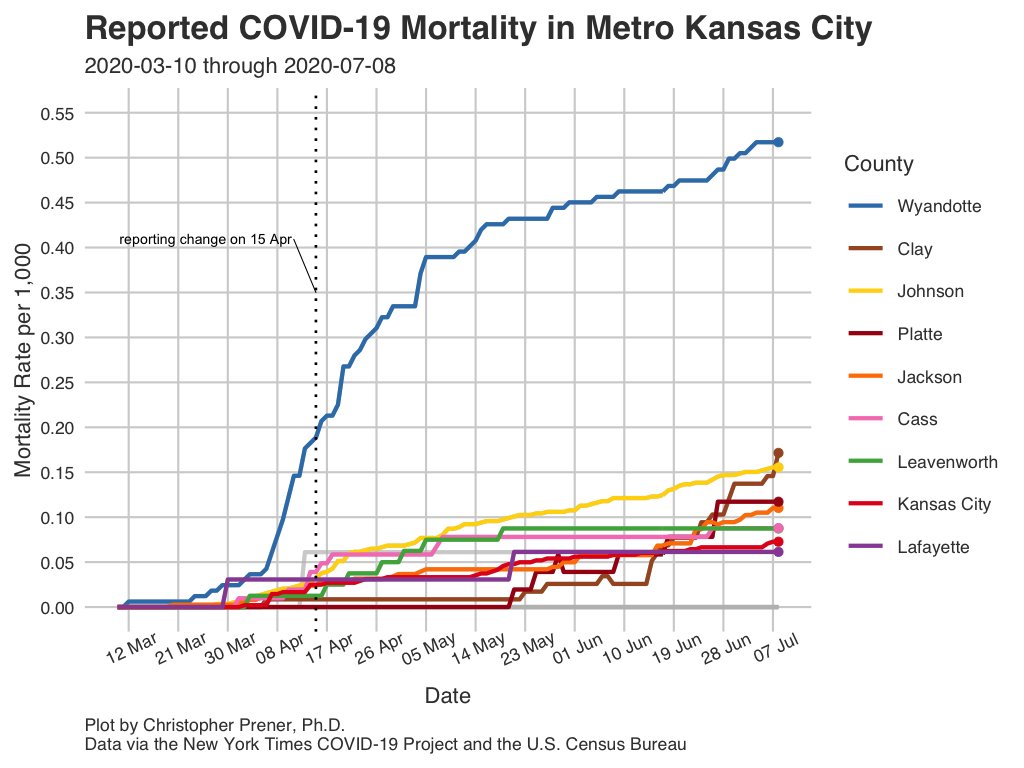 Reported COVID-19 Mortality in Metro Kansas City
2020-03-10 through 2020-07-08
Mortality Rate per 1,000
0.55
0.50
0.45
0.40
0.35
0.30
0.25
0.20
0.15
0.10
0.05
0.00
reporting change on 15 Apr
12 Mar
21 Mar
30 Mar
08 Apr
17 Apr
26 Apr
05 May
14 May
23 May
01 Jun
10 Jun
19 Jun
28 Jun
07 Jul
Date
County
Wyandotte
Clay
Johnson
Platte
Jackson
Cass
Leavenworth
Kansas City
Lafayette
Plot by Christopher Prener, Ph.D.
Data via the New York Times COVID-19 Project and the U.S. Census Bureau